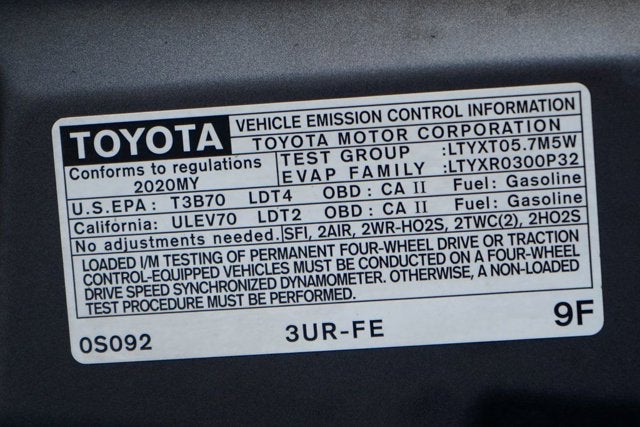 TOYOTA VEHICLE EMISSION CONTROL INFORMATION
TOYOTA MOTOR CORPORATION
Conforms to regulations
2020MY
TEST GROUP :LTYXT05.7M5W
EVAP FAMILY :LTYXR0300P32
U.S.EPA: T3B70 LDT4 OBD: CA II Fuel: Gasoline
California: ULEV70 LDT2 OBD: CA II Fuel: Gasoline
No adjustments needed. SFI, 2AIR, 2WR-HO2S, 2TWC(2), 2HO2S
LOADED I/M TESTING OF PERMANENT FOUR-WHEEL DRIVE OR TRACTION
CONTROL-EQUIPPED VEHICLES MUST BE CONDUCTED ON A FOUR-WHEEL
DRIVE SPEED SYNCHRONIZED DYNAMOMETER. OTHERWISE, A NON-LOADED
TEST PROCEDURE MUST BE PERFORMED.
0S092 3UR-FE 9F